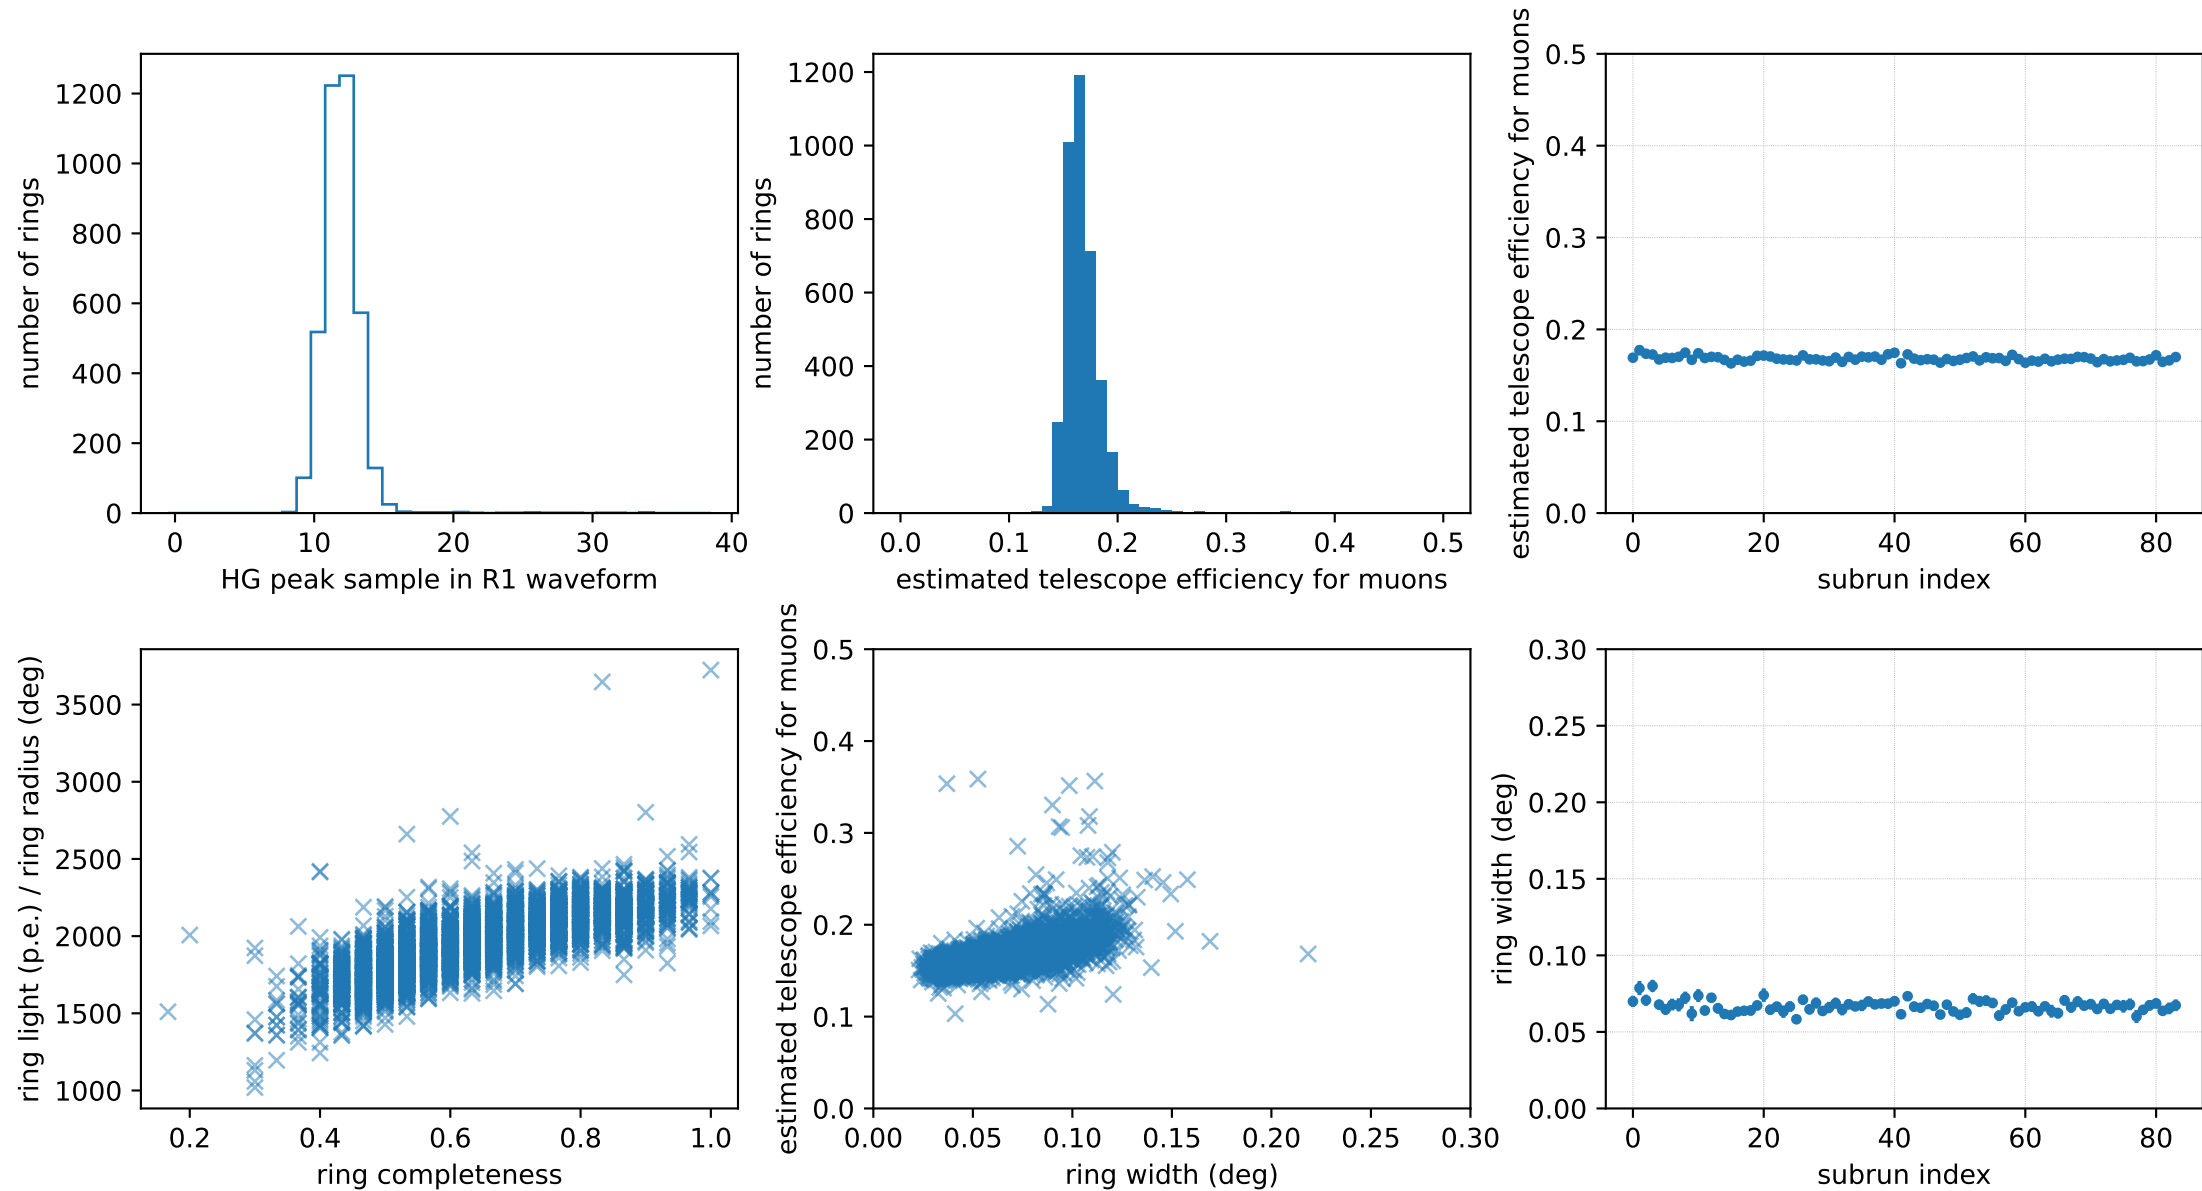 number of rings
1200
1000
800
600
400
200
0
0 10 20 30 40
HG peak sample in R1 waveform
number of rings
1200
1000
800
600
400
200
0
0.0 0.1 0.2 0.3 0.4 0.5
estimated telescope efficiency for muons
estimated telescope efficiency for muons
0.5
0.4
0.3
0.2
0.1
0.0
0 20 40 60 80
subrun index
ring light (p.e.) / ring radius (deg)
3500
3000
2500
2000
1500
1000
0.2 0.4 0.6 0.8 1.0
ring completeness
estimated telescope efficiency for muons
0.5
0.4
0.3
0.2
0.1
0.0
0.00 0.05 0.10 0.15 0.20 0.25 0.30
ring width (deg)
ring width (deg)
0.30
0.25
0.20
0.15
0.10
0.05
0.00
0 20 40 60 80
subrun index